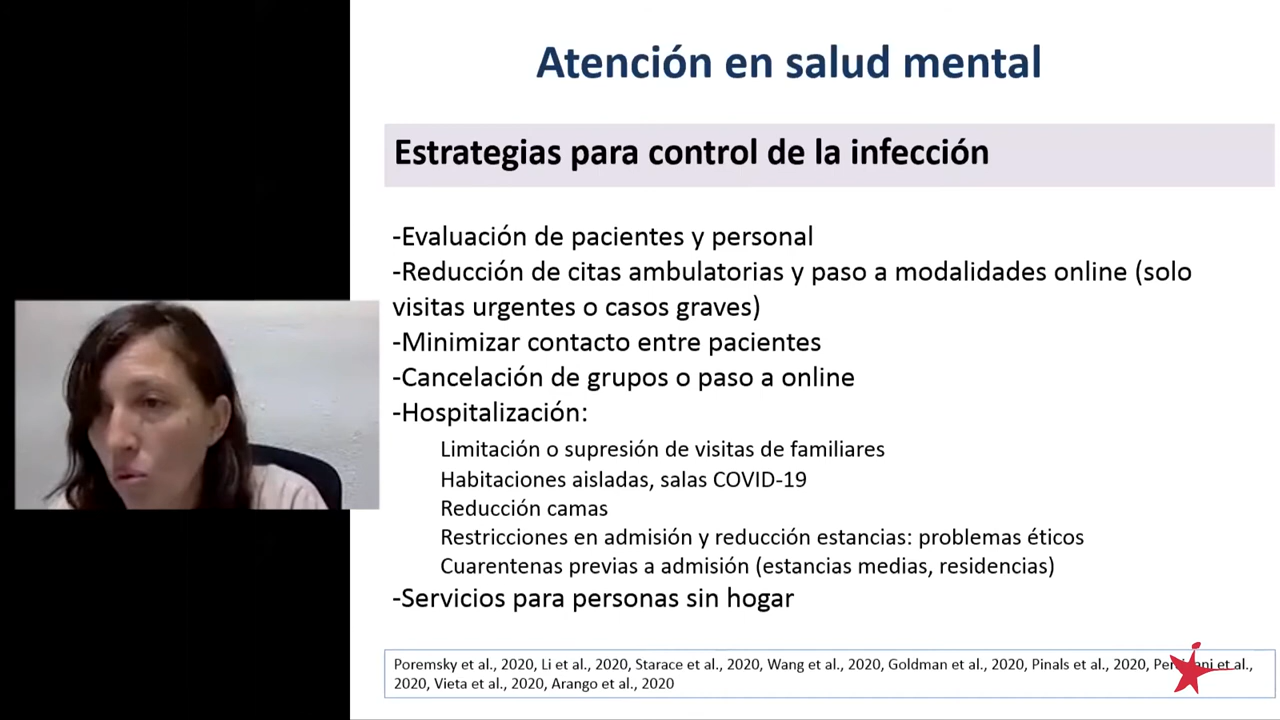 Atención en salud mental
Estrategias para control de la infección
-Evaluación de pacientes y personal
-Reducción de citas ambulatorias y paso a modalidades online (solo
visitas urgentes o casos graves)
-Minimizar contacto entre pacientes
-Cancelación de grupos o paso a online
-Hospitalización:
Limitación o supresión de visitas de familiares
Habitaciones aisladas, salas COVID-19
Reducción camas
Restricciones en admisión y reducción estancias: problemas éticos
Cuarentenas previas a admisión (estancias medias, residencias)
-Servicios para personas sin hogar
Poremsky et al., 2020, Li et al., 2020, Starace et al., 2020, Wang et al., 2020, Goldman et al., 2020, Pinals et al., 2020, et al.,
2020, Vieta et al., 2020, Arango et al., 2020